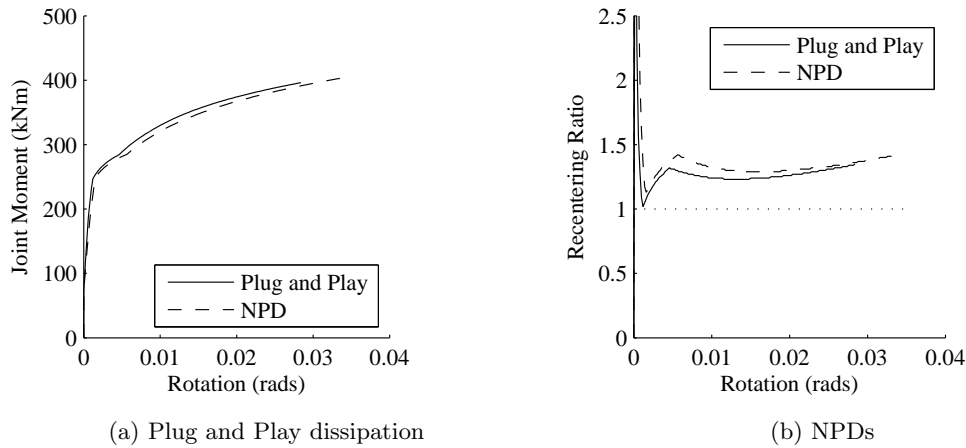 500
400
300
200
100
0
Joint Moment (kNm)
Plug and Play
NPD
0 0.01 0.02 0.03 0.04
Rotation (rads)
(a) Plug and Play dissipation
2.5
2
1.5
1
0.5
0
Recentering Ratio
Plug and Play
NPD
0 0.01 0.02 0.03 0.04
Rotation (rads)
(b) NPDs